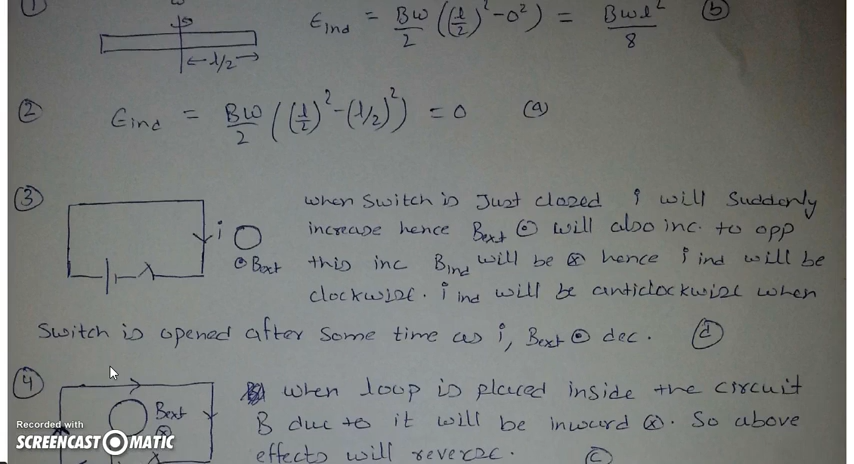 ① ω
ε_Ind = Bω/2 ((l/2)² - 0²) = Bωl²/8 ⓑ
← l/2 →
② ε_ind = Bω/2 ((l/2)² - (l/2)²) = 0 ⓐ
③ when switch is Just closed i will suddenly
i increase hence B_ext ⊙ will also inc. to opp
⊙ B_ext this inc B_ind will be ⊗ hence i ind will be
clockwise. i ind will be anticlockwise when
switch is opened after some time as i, B_ext ⊙ dec. ⓓ
④ when loop is placed inside the circuit
B_ext B due to it will be inward ⊗. So above
⊗ effects will reverse. ⓒ
Recorded with
SCREENCAST-O-MATIC